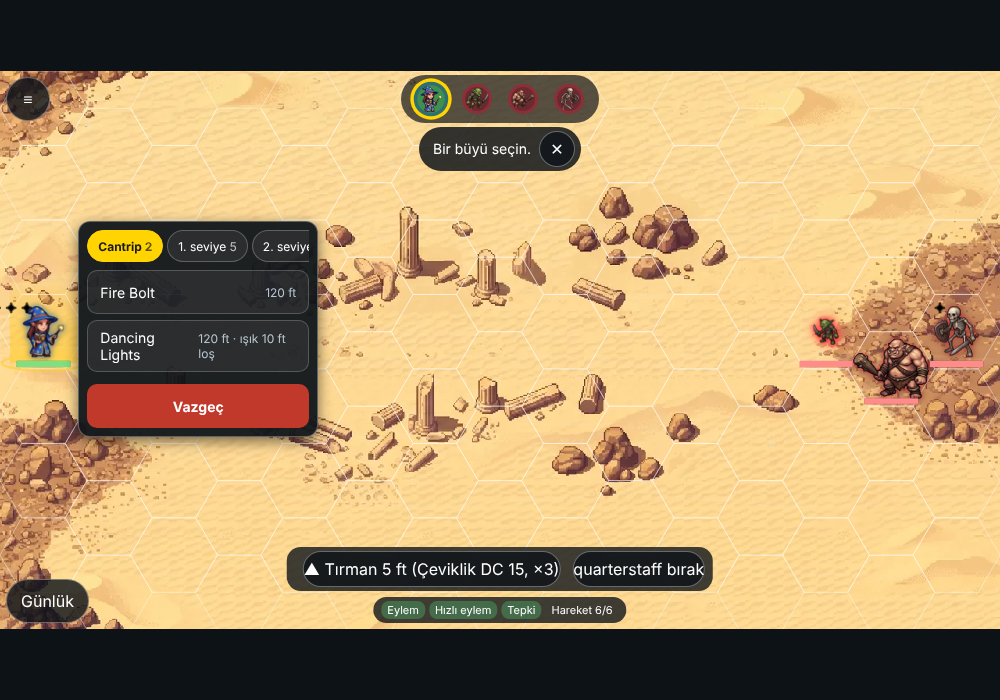 ≡
Bir büyü seçin. ✕
Cantrip 2 1. seviye 5 2. seviye
Fire Bolt 120 ft
Dancing Lights 120 ft · ışık 10 ft loş
Vazgeç
▲ Tırman 5 ft (Çeviklik DC 15, ×3) quarterstaff bırak
Günlük
Eylem Hızlı eylem Tepki Hareket 6/6